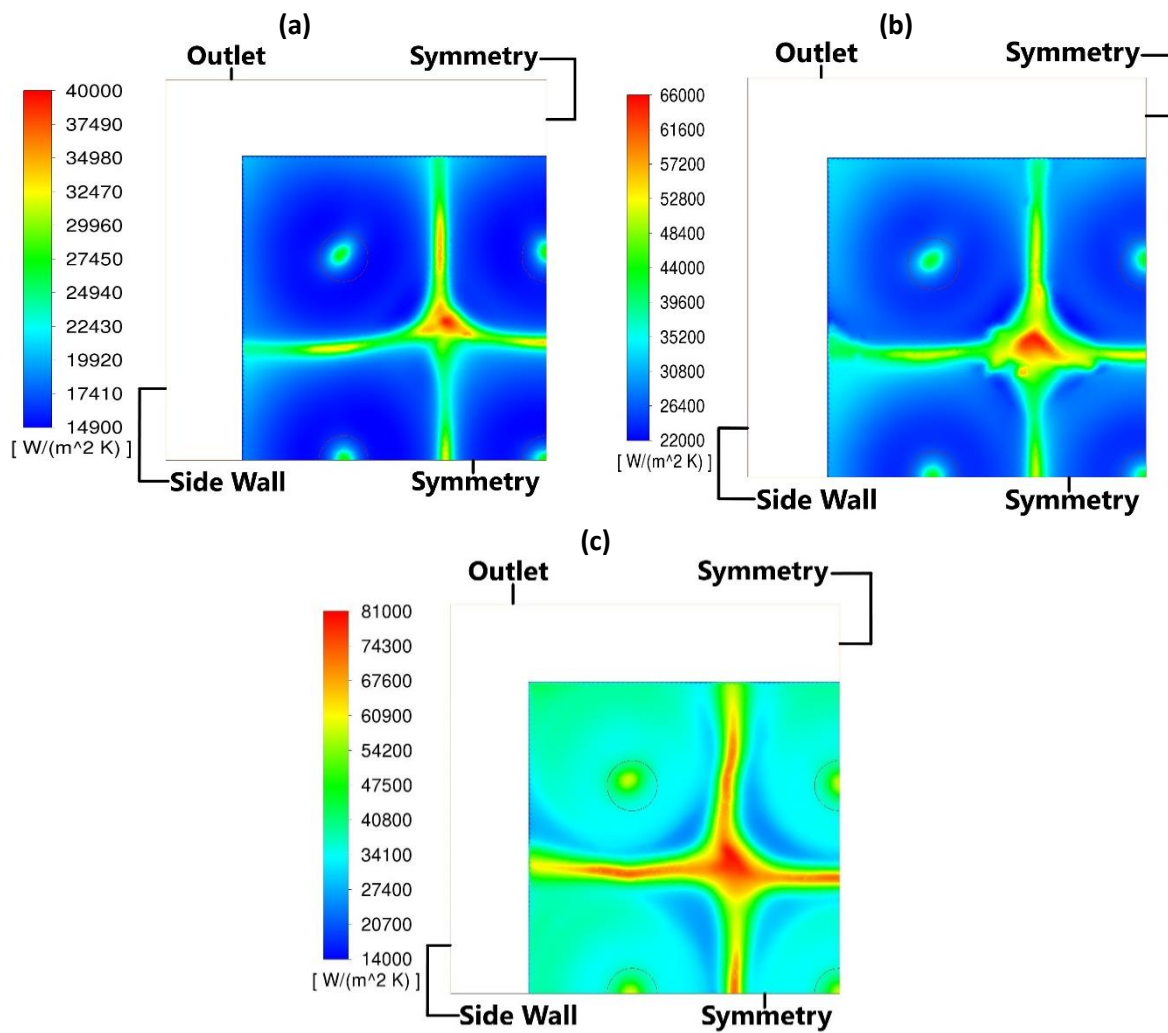 (a)
Outlet
Symmetry
40000
37490
34980
32470
29960
27450
24940
22430
19920
17410
14900
[ W/(m^2 K) ]
Side Wall
Symmetry
(b)
Outlet
Symmetry
66000
61600
57200
52800
48400
44000
39600
35200
30800
26400
22000
[ W/(m^2 K) ]
Side Wall
Symmetry
(c)
Outlet
Symmetry
81000
74300
67600
60900
54200
47500
40800
34100
27400
20700
14000
[ W/(m^2 K) ]
Side Wall
Symmetry